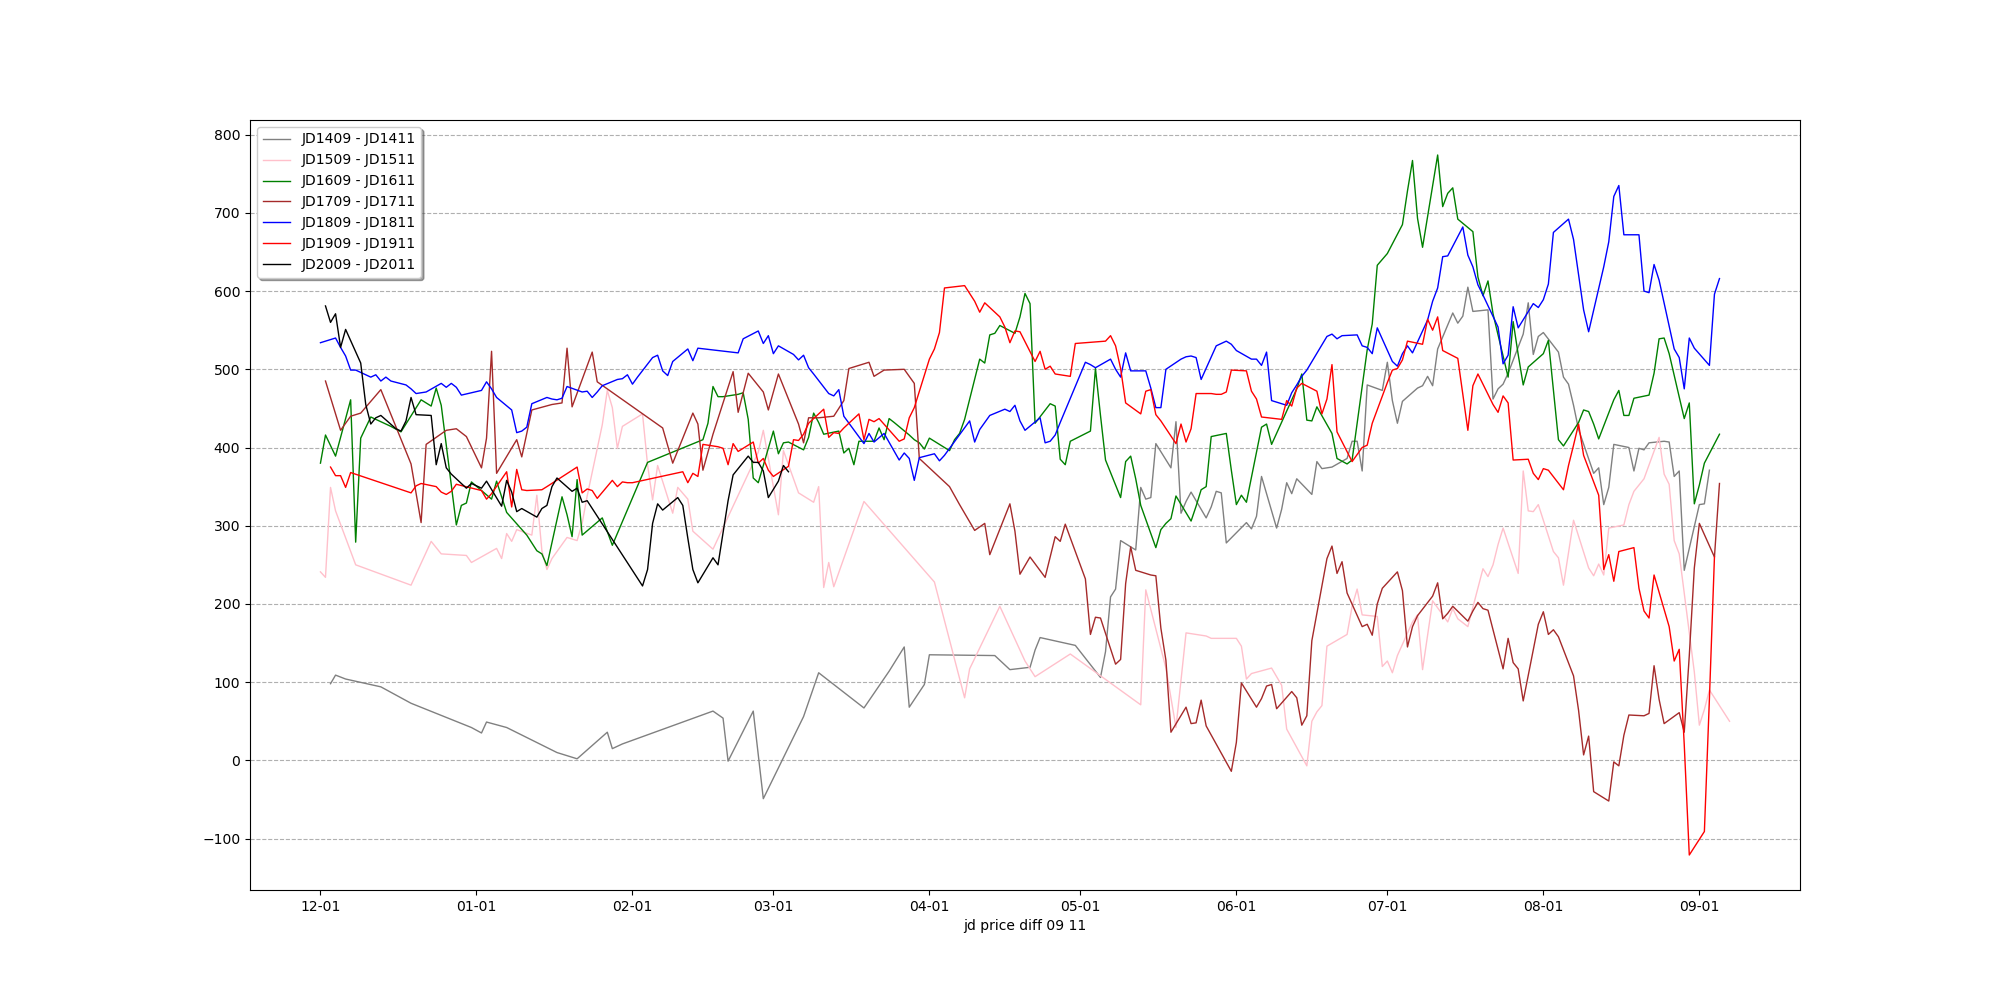 800
700
600
500
400
300
200
100
0
−100
JD1409 - JD1411
JD1509 - JD1511
JD1609 - JD1611
JD1709 - JD1711
JD1809 - JD1811
JD1909 - JD1911
JD2009 - JD2011
12-01 01-01 02-01 03-01 04-01 05-01 06-01 07-01 08-01 09-01
jd price diff 09 11